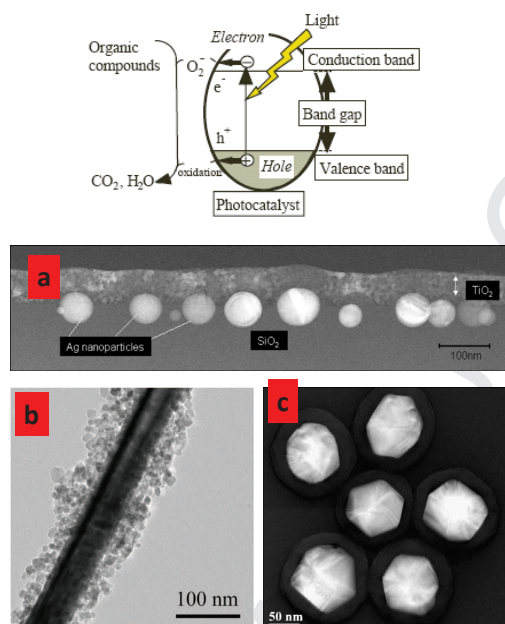 Light
Electron
Organic
compounds
O₂⁻
Conduction band
e⁻
Band gap
h⁺
Hole
Valence band
oxidation
CO₂, H₂O
Photocatalyst
a
TiO₂
Ag nanoparticles
SiO₂
100nm
b
100 nm
c
50 nm